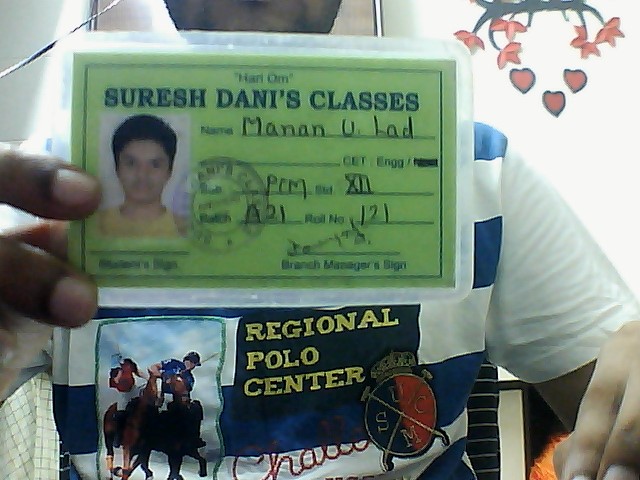 "Hari Om"
SURESH DANI'S CLASSES
Name Manan U. Lad
CET : Engg /
Sub PCM Std XII
Batch A21 Roll No. 121
Student's Sign
Branch Manager's Sign
REGIONAL
POLO
CENTER
Challe
U C
S M